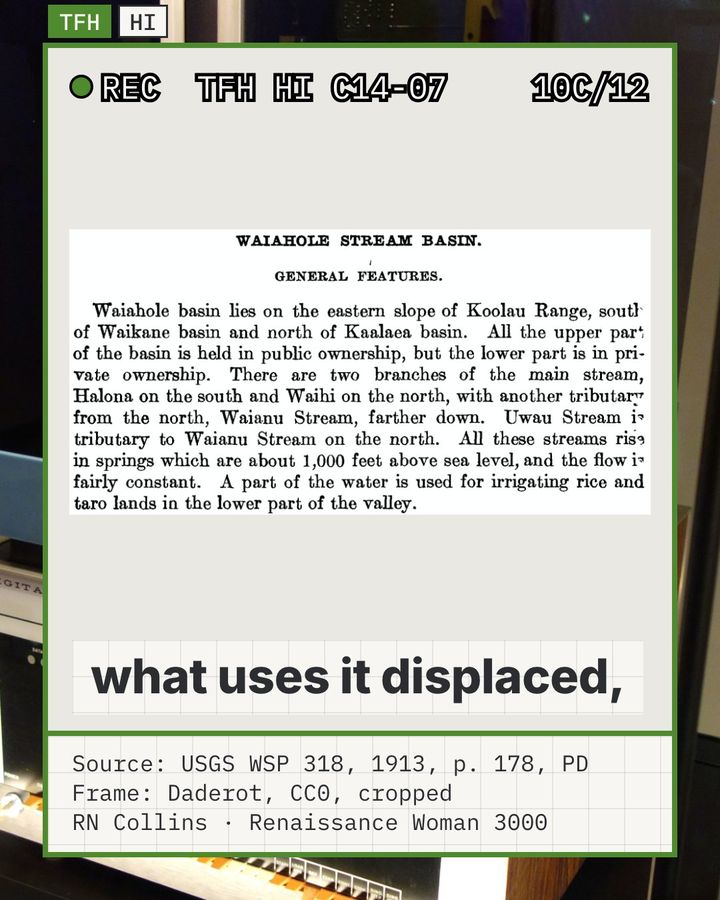 TFH HI
REC TFH HI C14-07 10C/12
WAIAHOLE STREAM BASIN.
GENERAL FEATURES.
Waiahole basin lies on the eastern slope of Koolau Range, south
of Waikane basin and north of Kaalaea basin. All the upper part
of the basin is held in public ownership, but the lower part is in pri-
vate ownership. There are two branches of the main stream,
Halona on the south and Waihi on the north, with another tributary
from the north, Waianu Stream, farther down. Uwau Stream is
tributary to Waianu Stream on the north. All these streams rise
in springs which are about 1,000 feet above sea level, and the flow is
fairly constant. A part of the water is used for irrigating rice and
taro lands in the lower part of the valley.
what uses it displaced,
Source: USGS WSP 318, 1913, p. 178, PD
Frame: Daderot, CC0, cropped
RN Collins · Renaissance Woman 3000